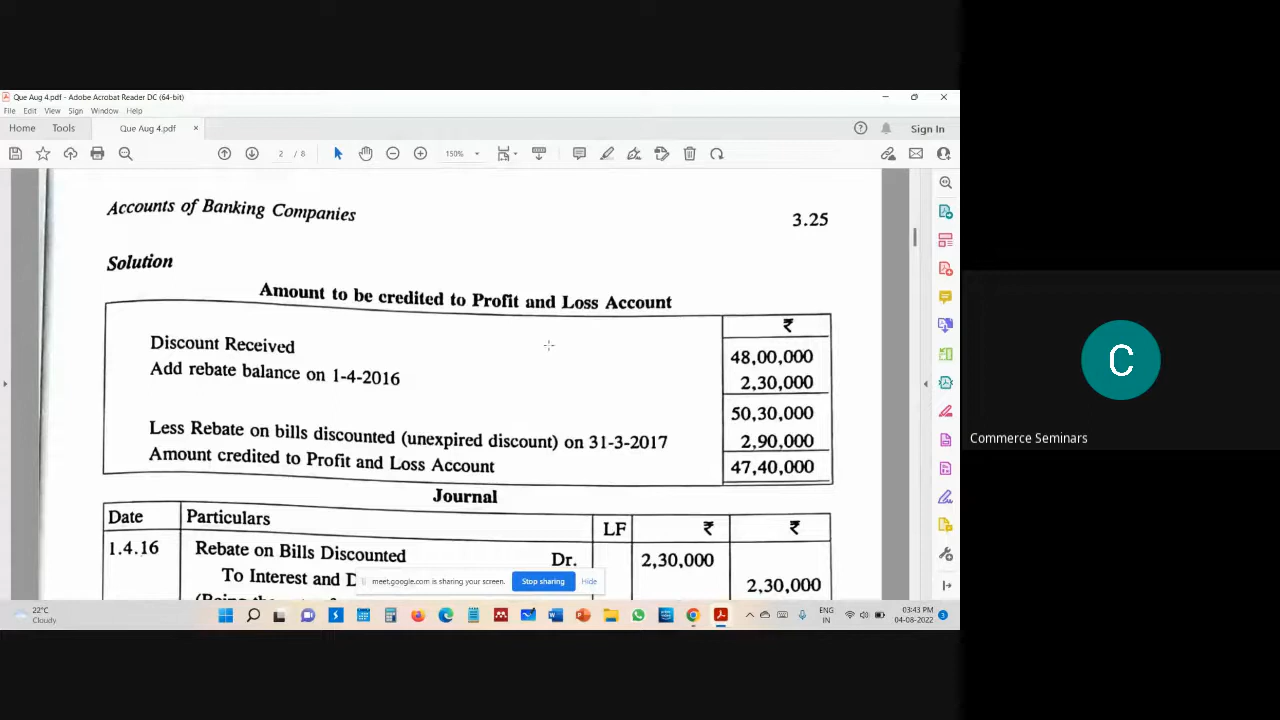 Que Aug 4.pdf - Adobe Acrobat Reader DC (64-bit)
File Edit View Sign Window Help
Home Tools Que Aug 4.pdf × Sign In
2 / 8 150%
Accounts of Banking Companies 3.25
Solution
Amount to be credited to Profit and Loss Account
₹
Discount Received 48,00,000
Add rebate balance on 1-4-2016 2,30,000
50,30,000
Less Rebate on bills discounted (unexpired discount) on 31-3-2017 2,90,000
Amount credited to Profit and Loss Account 47,40,000
Journal
Date Particulars LF ₹ ₹
1.4.16 Rebate on Bills Discounted Dr. 2,30,000
To Interest and D
2,30,000
meet.google.com is sharing your screen. Stop sharing Hide
22°C
Cloudy
ENG
IN
03:43 PM
04-08-2022
3
C
Commerce Seminars